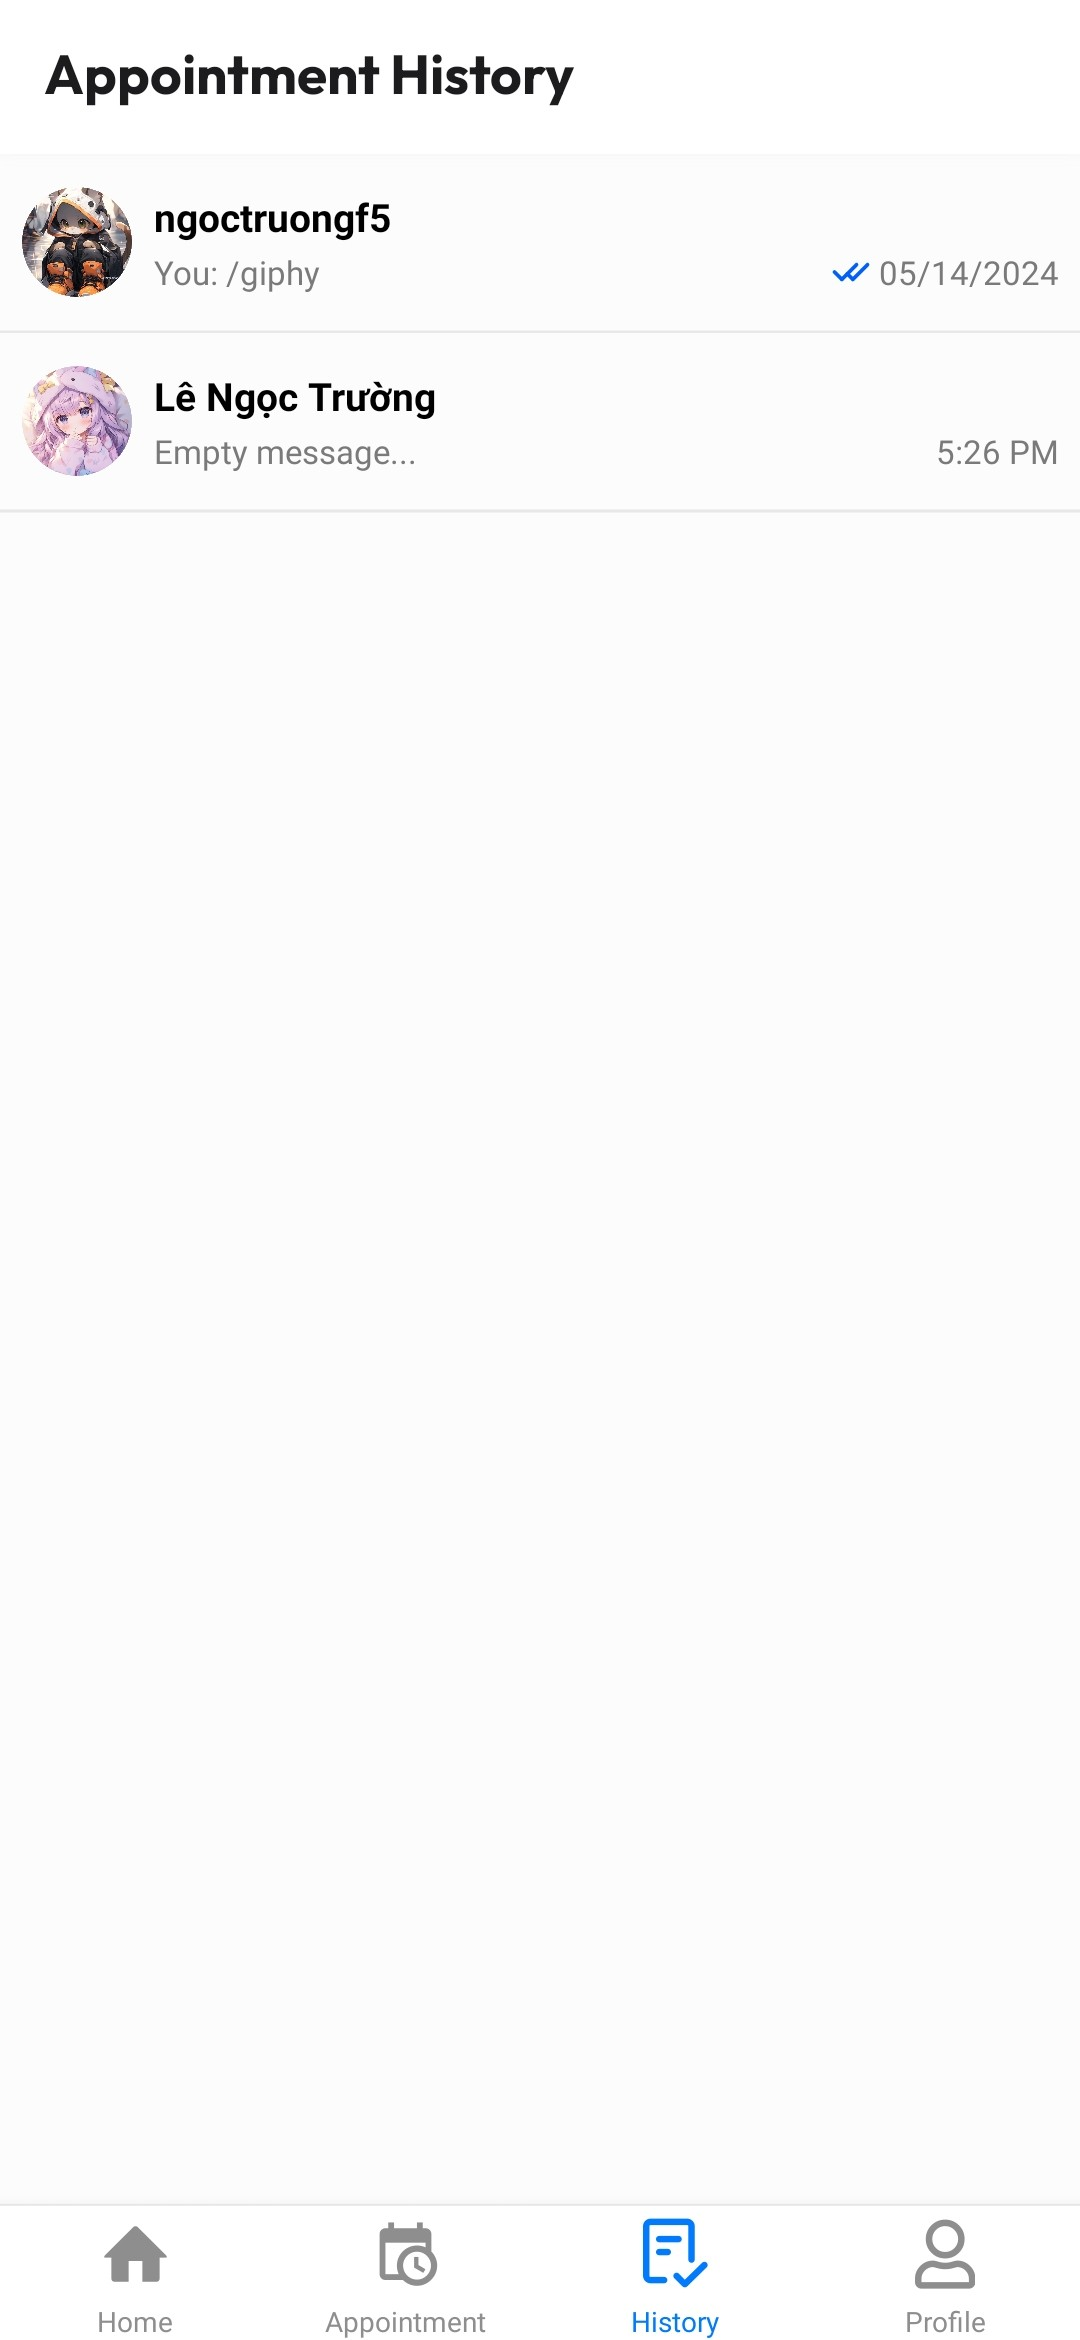 Appointment History
ngoctruongf5
You: /giphy
05/14/2024
Lê Ngọc Trường
Empty message...
5:26 PM
Home
Appointment
History
Profile